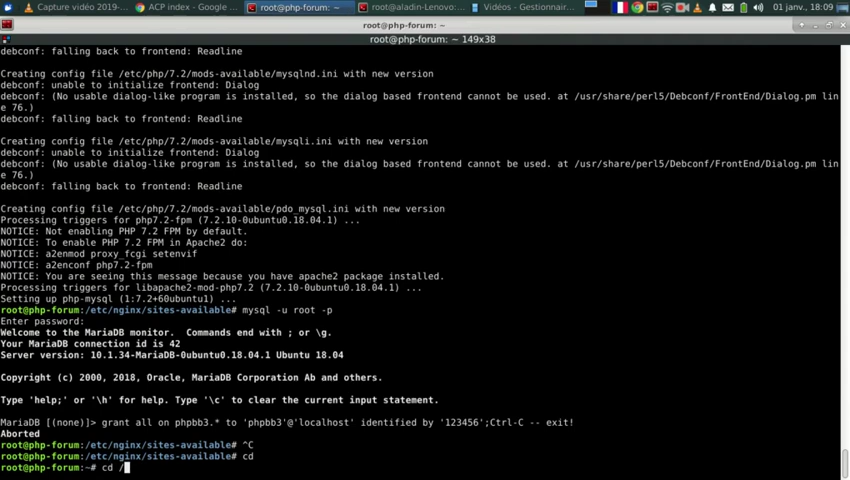 Capture vidéo 2019-...
ACP index - Google ...
root@php-forum: ~
root@aladin-Lenovo:...
Vidéos - Gestionnair...
01 janv., 18:09
root@php-forum: ~
root@php-forum: ~ 149x38
debconf: falling back to frontend: Readline
Creating config file /etc/php/7.2/mods-available/mysqlnd.ini with new version
debconf: unable to initialize frontend: Dialog
debconf: (No usable dialog-like program is installed, so the dialog based frontend cannot be used. at /usr/share/perl5/Debconf/FrontEnd/Dialog.pm lin
e 76.)
debconf: falling back to frontend: Readline
Creating config file /etc/php/7.2/mods-available/mysqli.ini with new version
debconf: unable to initialize frontend: Dialog
debconf: (No usable dialog-like program is installed, so the dialog based frontend cannot be used. at /usr/share/perl5/Debconf/FrontEnd/Dialog.pm lin
e 76.)
debconf: falling back to frontend: Readline
Creating config file /etc/php/7.2/mods-available/pdo_mysql.ini with new version
Processing triggers for php7.2-fpm (7.2.10-0ubuntu0.18.04.1) ...
NOTICE: Not enabling PHP 7.2 FPM by default.
NOTICE: To enable PHP 7.2 FPM in Apache2 do:
NOTICE: a2enmod proxy_fcgi setenvif
NOTICE: a2enconf php7.2-fpm
NOTICE: You are seeing this message because you have apache2 package installed.
Processing triggers for libapache2-mod-php7.2 (7.2.10-0ubuntu0.18.04.1) ...
Setting up php-mysql (1:7.2+60ubuntu1) ...
root@php-forum:/etc/nginx/sites-available# mysql -u root -p
Enter password:
Welcome to the MariaDB monitor.  Commands end with ; or \g.
Your MariaDB connection id is 42
Server version: 10.1.34-MariaDB-0ubuntu0.18.04.1 Ubuntu 18.04
Copyright (c) 2000, 2018, Oracle, MariaDB Corporation Ab and others.
Type 'help;' or '\h' for help. Type '\c' to clear the current input statement.
MariaDB [(none)]> grant all on phpbb3.* to 'phpbb3'@'localhost' identified by '123456';Ctrl-C -- exit!
Aborted
root@php-forum:/etc/nginx/sites-available# ^C
root@php-forum:/etc/nginx/sites-available# cd
root@php-forum:~# cd /